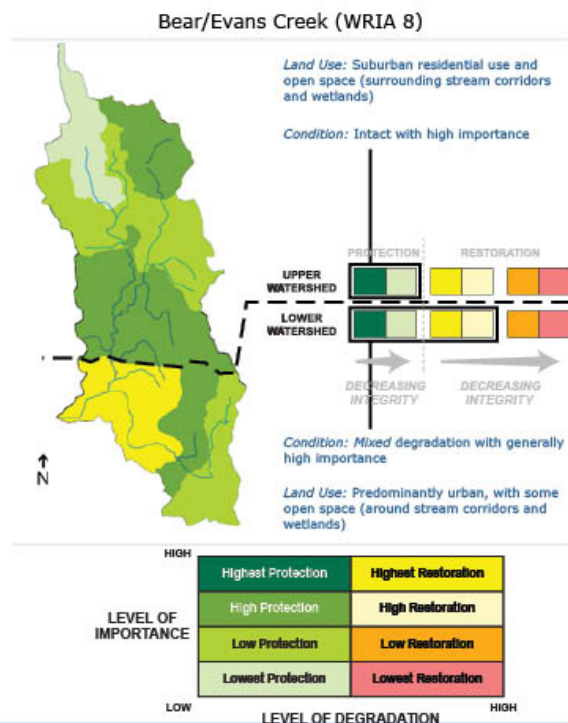 Bear/Evans Creek (WRIA 8)
Land Use: Suburban residential use and
open space (surrounding stream corridors
and wetlands)
Condition: Intact with high importance
PROTECTION
RESTORATION
UPPER
WATERSHED
LOWER
WATERSHED
DECREASING
INTEGRITY
DECREASING
INTEGRITY
N
Condition: Mixed degradation with generally
high importance
Land Use: Predominantly urban, with some
open space (around stream corridors and
wetlands)
HIGH
LEVEL OF
IMPORTANCE
Highest Protection
Highest Restoration
High Protection
High Restoration
Low Protection
Low Restoration
Lowest Protection
Lowest Restoration
LOW
HIGH
LEVEL OF DEGRADATION